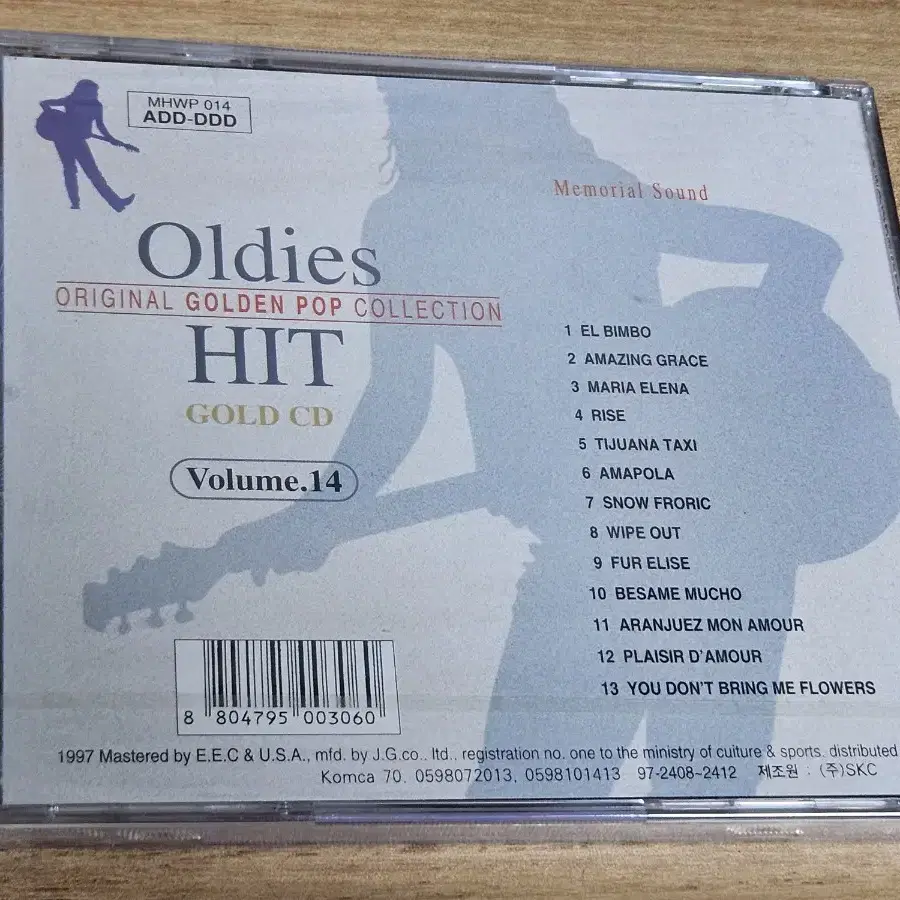 MHWP 014
ADD-DDD
Memorial Sound
Oldies
ORIGINAL GOLDEN POP COLLECTION
HIT
GOLD CD
Volume.14
1 EL BIMBO
2 AMAZING GRACE
3 MARIA ELENA
4 RISE
5 TIJUANA TAXI
6 AMAPOLA
7 SNOW FRORIC
8 WIPE OUT
9 FUR ELISE
10 BESAME MUCHO
11 ARANJUEZ MON AMOUR
12 PLAISIR D'AMOUR
13 YOU DON'T BRING ME FLOWERS
8 804795 003060
1997 Mastered by E.E.C & U.S.A., mfd. by J.G.co.. ltd.. registration no. one to the ministry of culture & sports. distributed
Komca 70. 0598072013, 0598101413 97-2408~2412 제조원 : (주)SKC